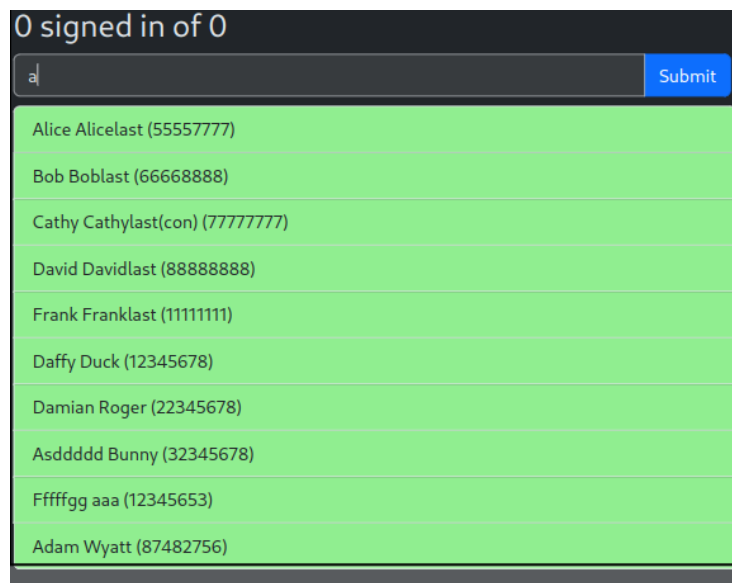 0 signed in of 0
a
Submit
Alice Alicelast (55557777)
Bob Boblast (66668888)
Cathy Cathylast(con) (77777777)
David Davidlast (88888888)
Frank Franklast (11111111)
Daffy Duck (12345678)
Damian Roger (22345678)
Asddddd Bunny (32345678)
Fffffgg aaa (12345653)
Adam Wyatt (87482756)